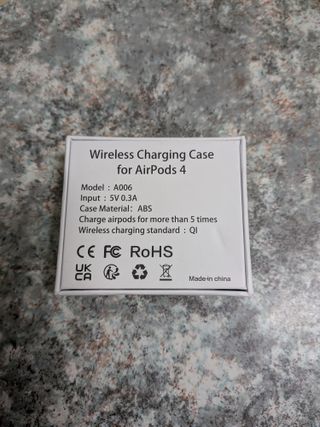 Wireless Charging Case
for AirPods 4
Model : A006
Input : 5V 0.3A
Case Material: ABS
Charge airpods for more than 5 times
Wireless charging standard : QI
CE FC RoHS
UK
CA
Made in china